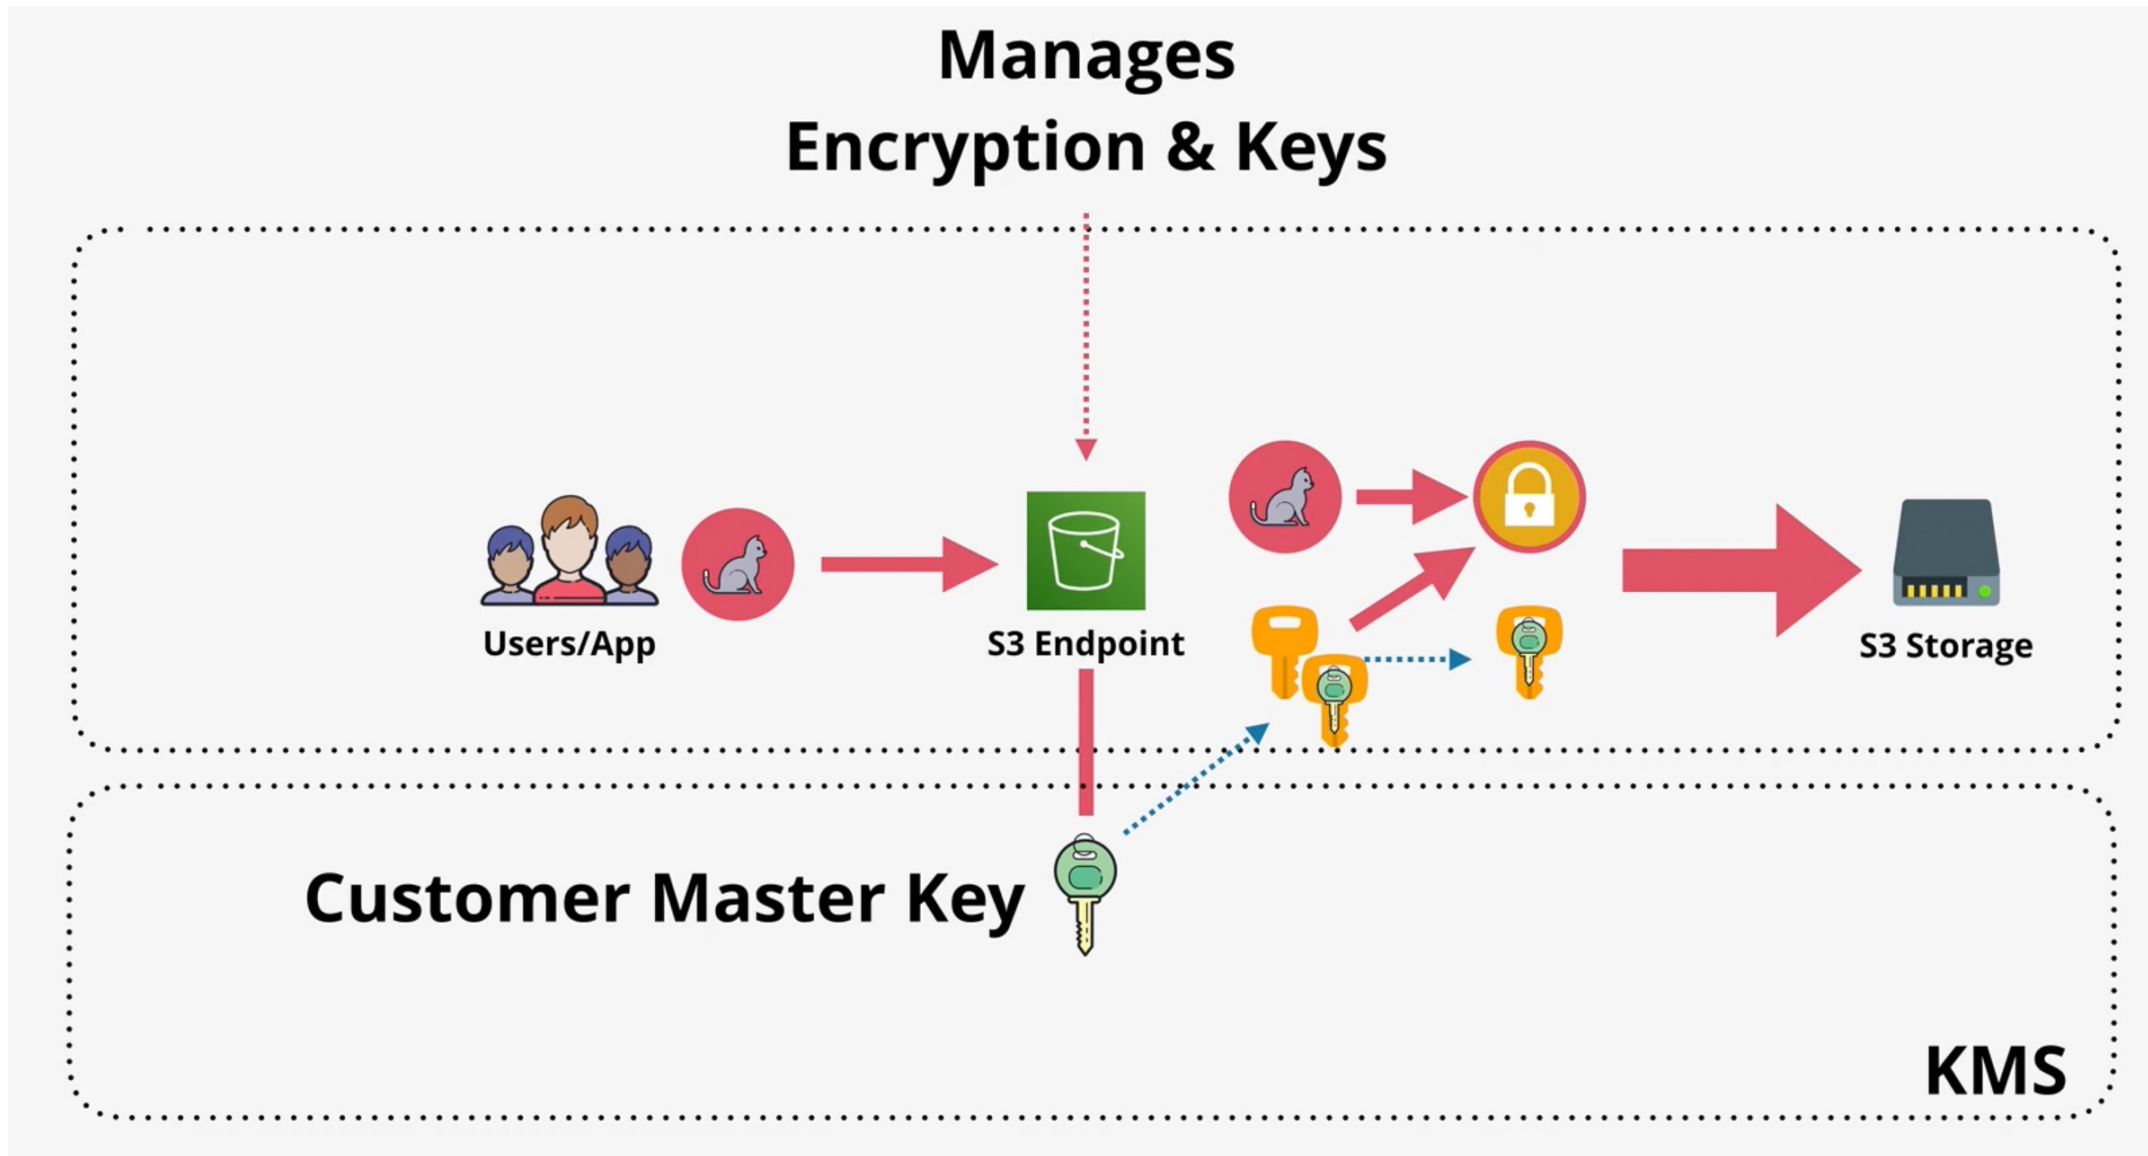 Manages
Encryption & Keys
Users/App
S3 Endpoint
S3 Storage
Customer Master Key
KMS